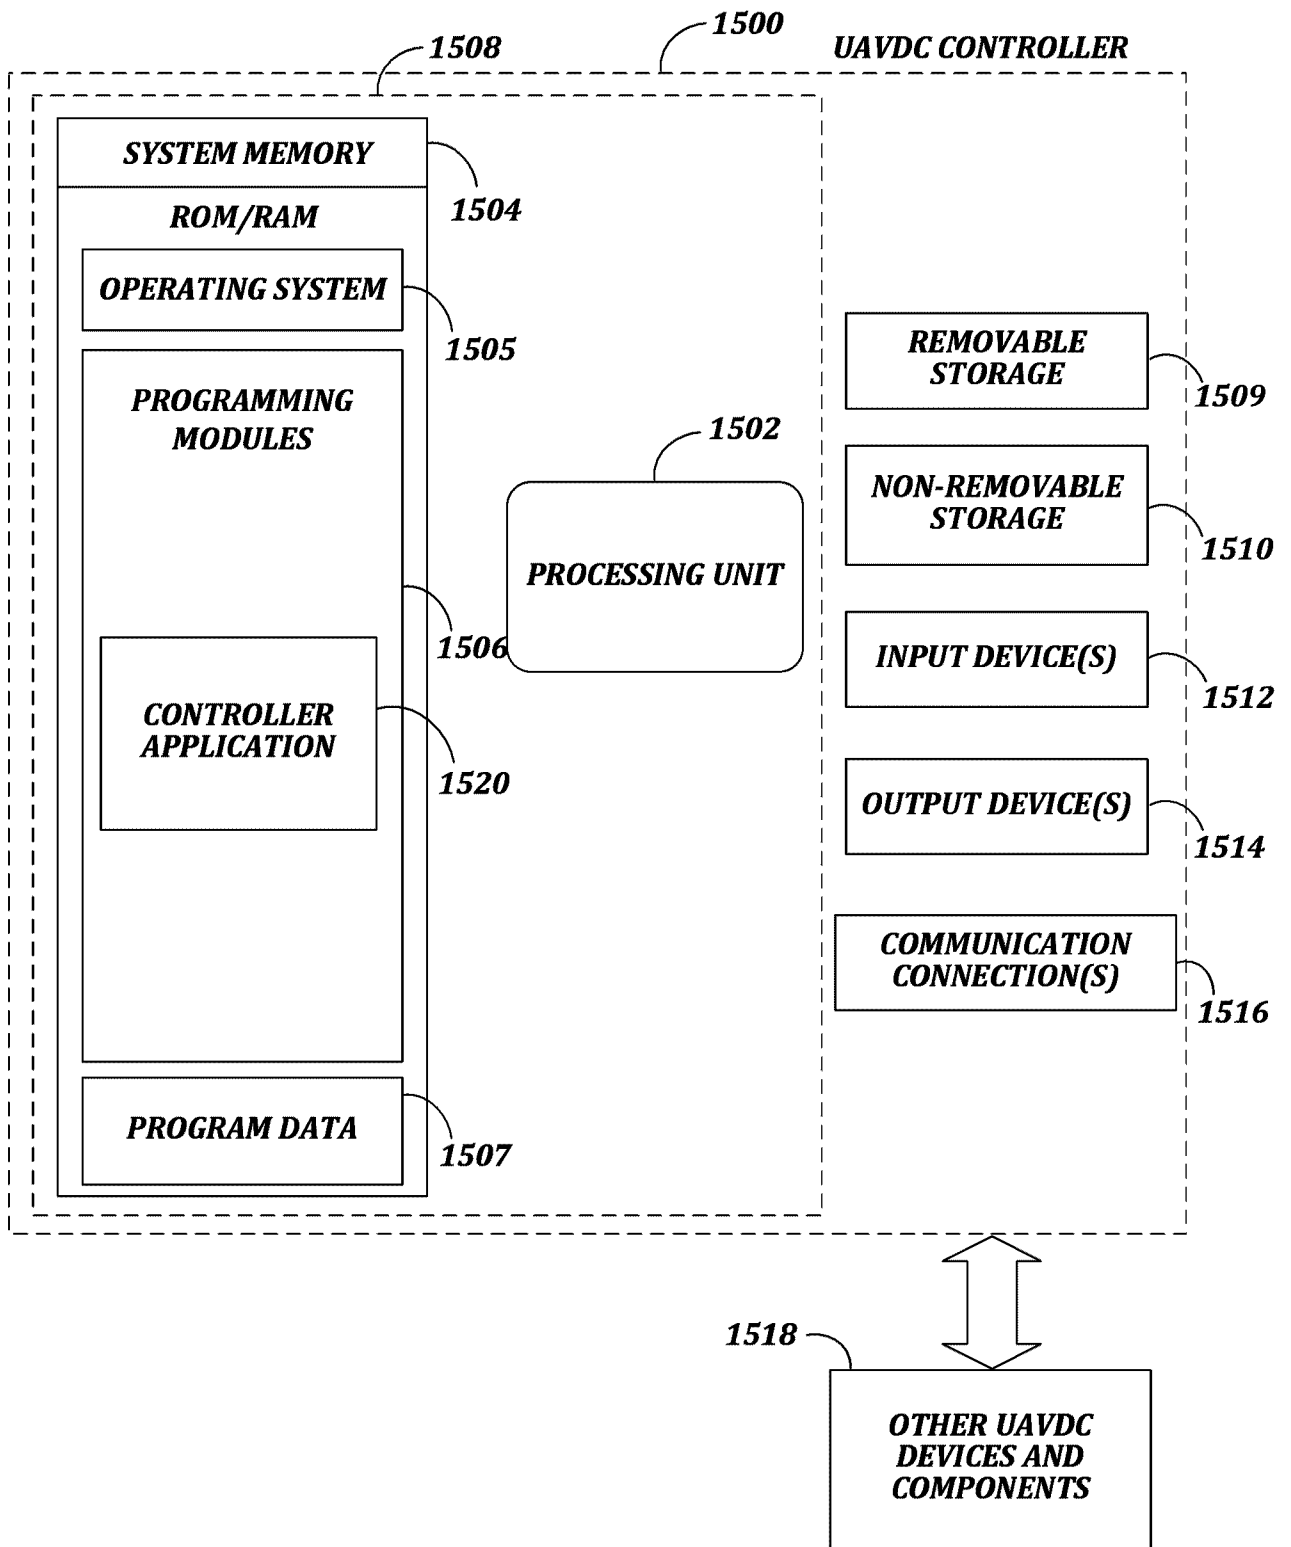 1500
UAVDC CONTROLLER
1508
SYSTEM MEMORY
1504
ROM/RAM
OPERATING SYSTEM
1505
PROGRAMMING
MODULES
1506
CONTROLLER
APPLICATION
1520
PROGRAM DATA
1507
1502
PROCESSING UNIT
REMOVABLE
STORAGE
1509
NON-REMOVABLE
STORAGE
1510
INPUT DEVICE(S)
1512
OUTPUT DEVICE(S)
1514
COMMUNICATION
CONNECTION(S)
1516
1518
OTHER UAVDC
DEVICES AND
COMPONENTS